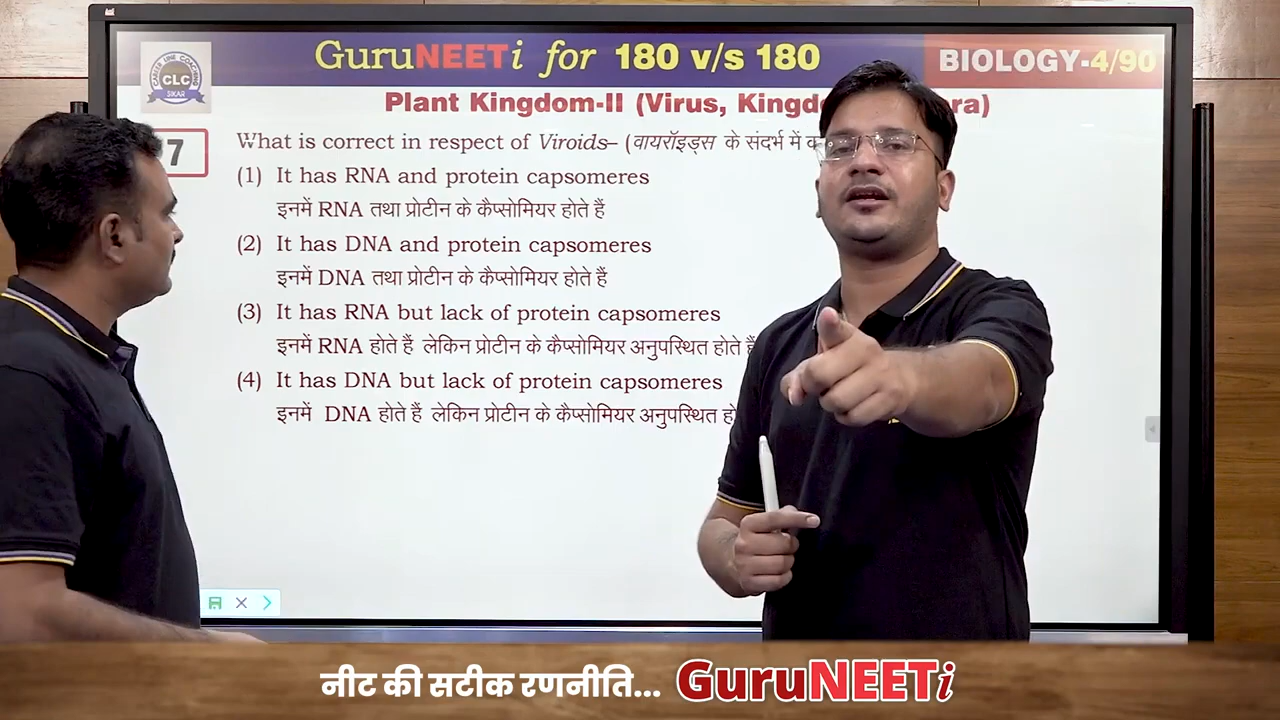 GuruNEETi for 180 v/s 180
BIOLOGY-4/90
CLC
SIKAR
Plant Kingdom-II (Virus,
7
What is correct in respect of Viroids– (वायरॉइड्स के संदर्भ में
(1) It has RNA and protein capsomeres
इनमें RNA तथा प्रोटीन के कैप्सोमियर होते हैं
(2) It has DNA and protein capsomeres
इनमें DNA तथा प्रोटीन के कैप्सोमियर होते हैं
(3) It has RNA but lack of protein capsomeres
इनमें RNA होते हैं लेकिन प्रोटीन के कैप्सोमियर अनुपस्थित होते
(4) It has DNA but lack of protein capsomeres
इनमें DNA होते हैं लेकिन प्रोटीन के कैप्सोमियर अनुपस्थित
नीट की सटीक रणनीति... GuruNEETi